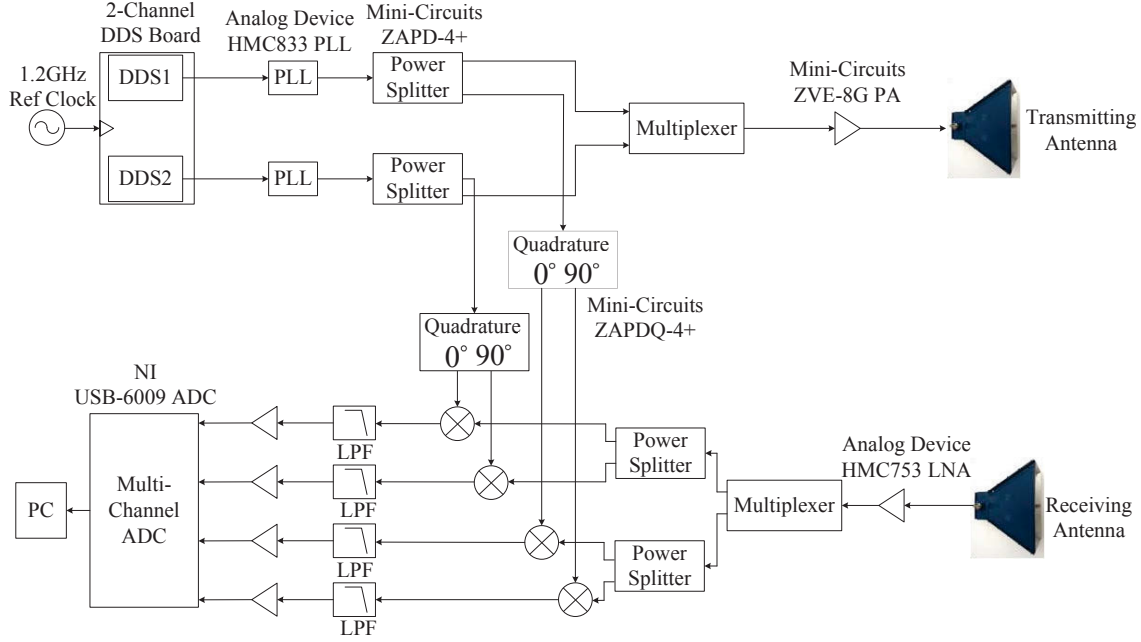 2-Channel
DDS Board
Analog Device
HMC833 PLL
Mini-Circuits
ZAPD-4+
1.2GHz
Ref Clock
DDS1
PLL
Power
Splitter
Multiplexer
Mini-Circuits
ZVE-8G PA
Transmitting
Antenna
DDS2
PLL
Power
Splitter
Quadrature
0° 90°
Mini-Circuits
ZAPDQ-4+
Quadrature
0° 90°
NI
USB-6009 ADC
Multi-
Channel
ADC
PC
LPF
LPF
LPF
LPF
Power
Splitter
Power
Splitter
Multiplexer
Analog Device
HMC753 LNA
Receiving
Antenna